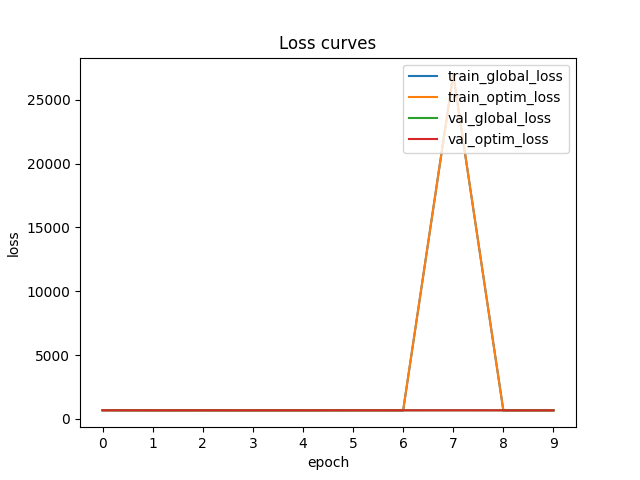 Loss curves
train_global_loss
train_optim_loss
val_global_loss
val_optim_loss
25000
20000
15000
10000
5000
0
loss
0 1 2 3 4 5 6 7 8 9
epoch